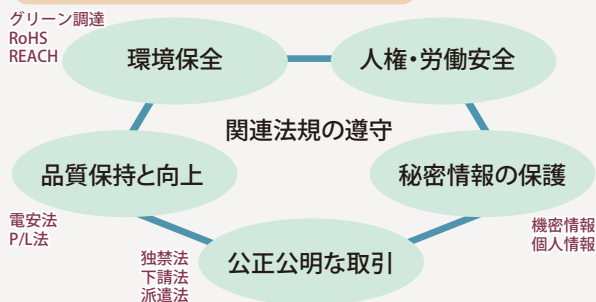 グリーン調達
RoHS
REACH
環境保全
人権・労働安全
関連法規の遵守
品質保持と向上
秘密情報の保護
電安法
P/L法
機密情報
個人情報
独禁法
下請法
派遣法
公正公明な取引